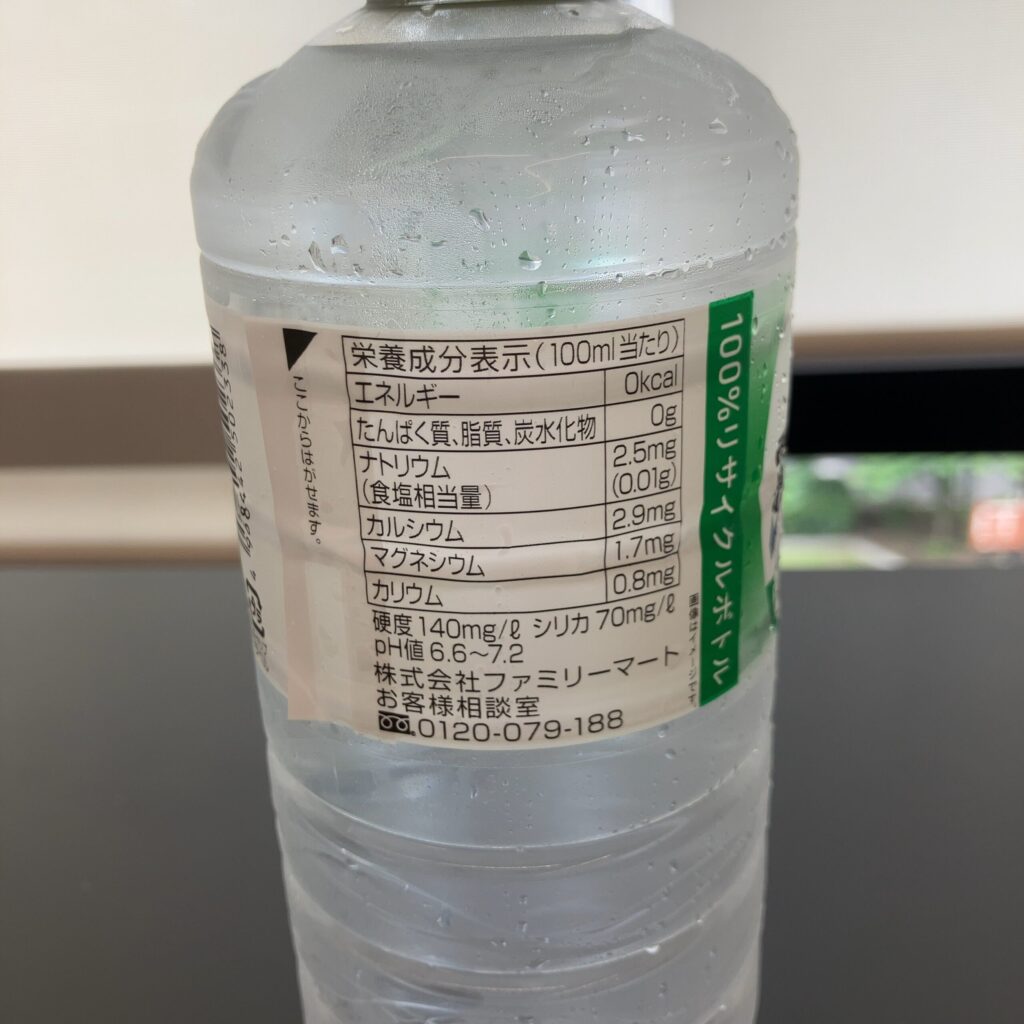 ここからはがせます。
栄養成分表示(100ml当たり)
エネルギー 0kcal
たんぱく質、脂質、炭水化物 0g
ナトリウム 2.5mg
(食塩相当量) (0.01g)
カルシウム 2.9mg
マグネシウム 1.7mg
カリウム 0.8mg
硬度140mg/ℓ シリカ70mg/ℓ
pH値6.6～7.2
株式会社ファミリーマート
お客様相談室
0120-079-188
画像はイメージです。
100%リサイクルボトル